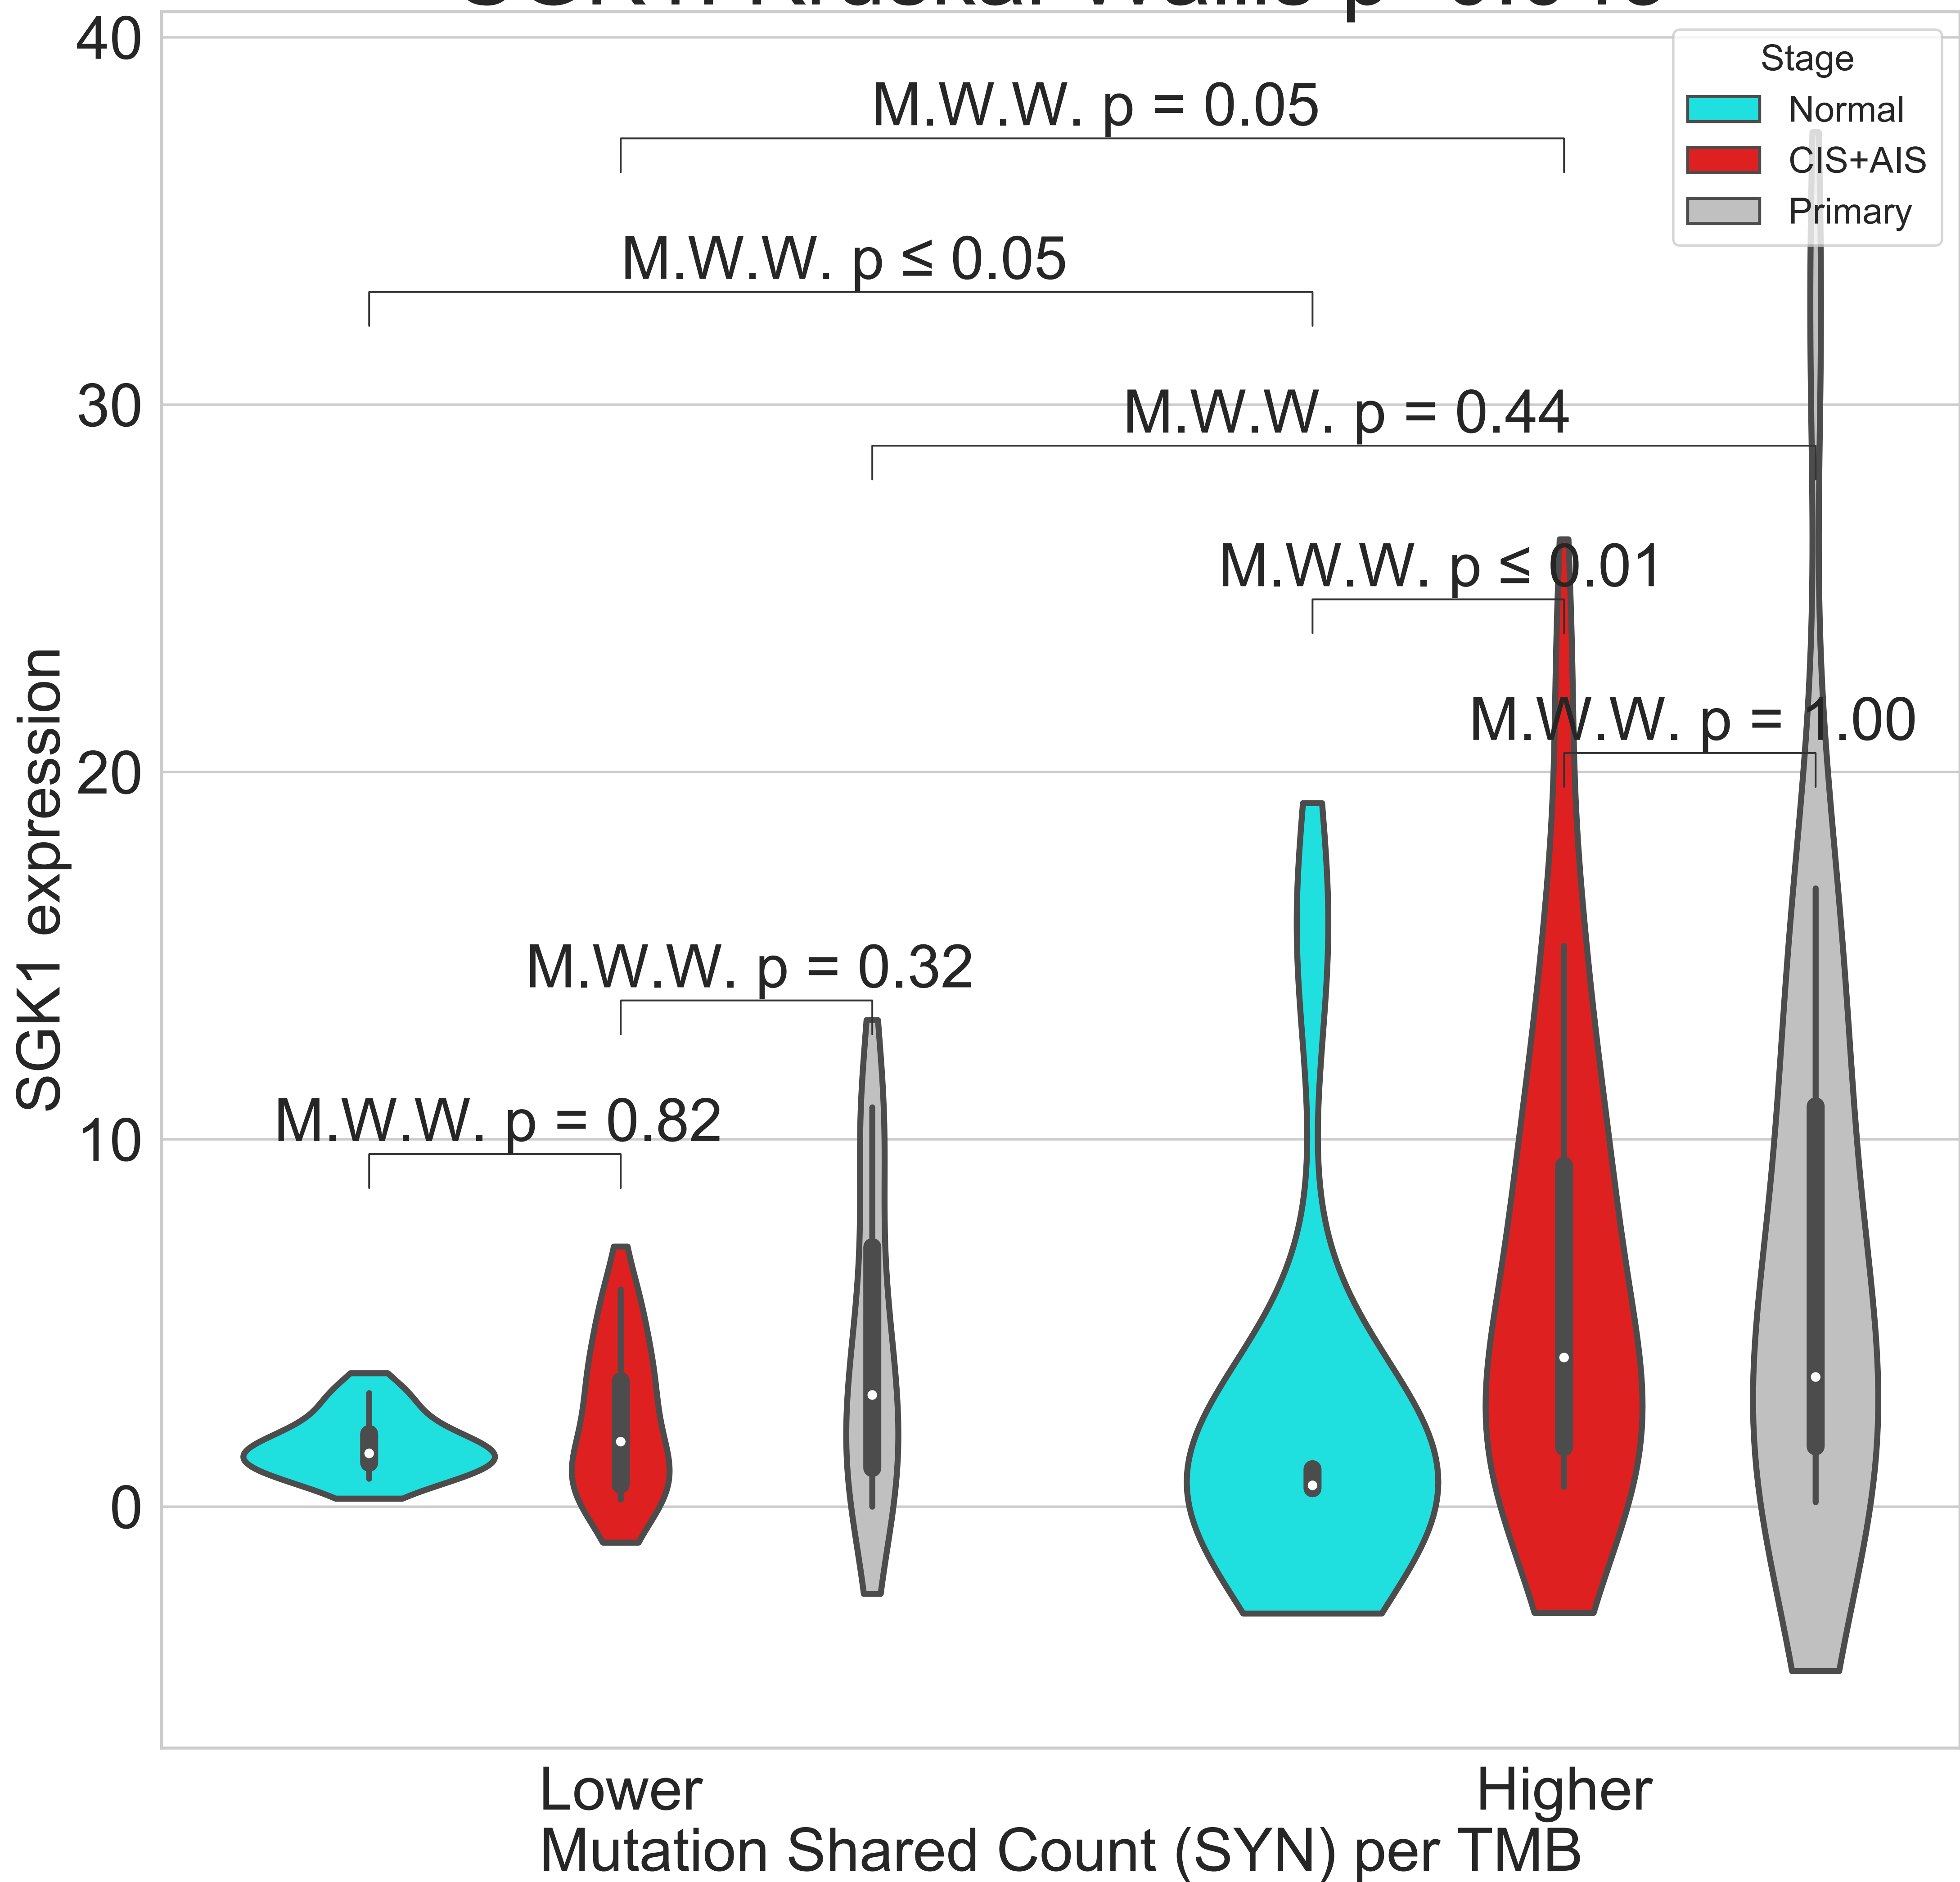 40
Stage
Normal
CIS+AIS
Primary
M.W.W. p = 0.05
M.W.W. p ≤ 0.05
30
M.W.W. p = 0.44
M.W.W. p ≤ 0.01
M.W.W. p = 1.00
20
M.W.W. p = 0.32
M.W.W. p = 0.82
10
0
SGK1 expression
Lower
Higher
Mutation Shared Count (SYN) per TMB